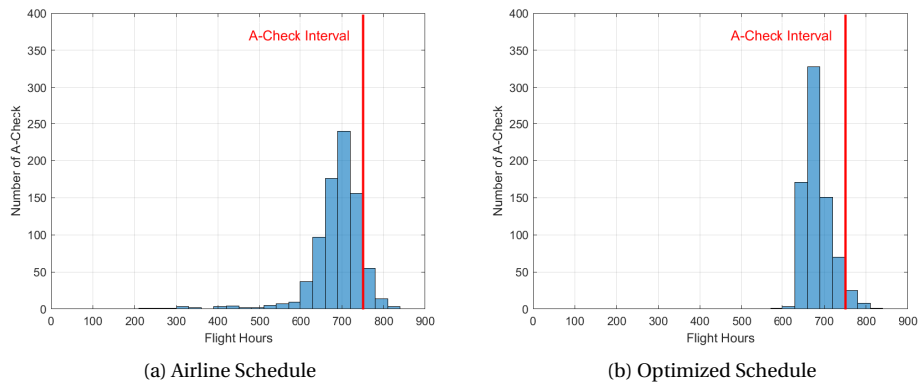 400
350
300
250
200
150
100
50
0
Number of A-Check
A-Check Interval
0 100 200 300 400 500 600 700 800 900
Flight Hours
(a) Airline Schedule
400
350
300
250
200
150
100
50
0
Number of A-Check
A-Check Interval
0 100 200 300 400 500 600 700 800 900
Flight Hours
(b) Optimized Schedule